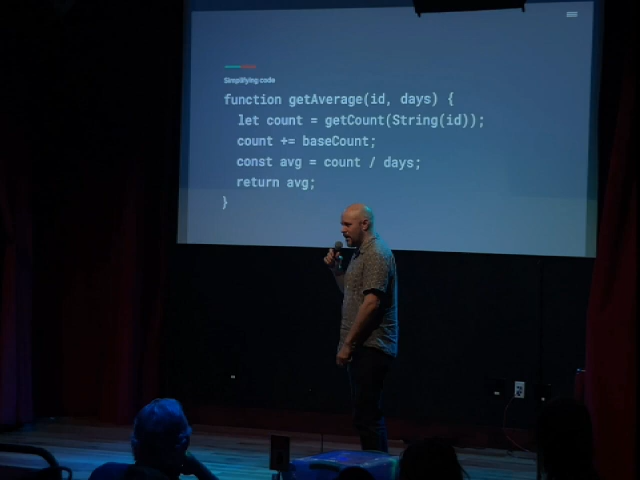 Simplifying code
function getAverage(id, days) {
let count = getCount(String(id));
count += baseCount;
const avg = count / days;
return avg;
}